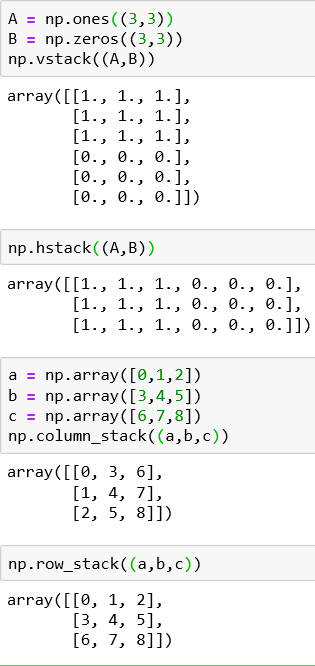 A = np.ones((3,3))
B = np.zeros((3,3))
np.vstack((A,B))
array([[1., 1., 1.],
       [1., 1., 1.],
       [1., 1., 1.],
       [0., 0., 0.],
       [0., 0., 0.],
       [0., 0., 0.]])
np.hstack((A,B))
array([[1., 1., 1., 0., 0., 0.],
       [1., 1., 1., 0., 0., 0.],
       [1., 1., 1., 0., 0., 0.]])
a = np.array([0,1,2])
b = np.array([3,4,5])
c = np.array([6,7,8])
np.column_stack((a,b,c))
array([[0, 3, 6],
       [1, 4, 7],
       [2, 5, 8]])
np.row_stack((a,b,c))
array([[0, 1, 2],
       [3, 4, 5],
       [6, 7, 8]])